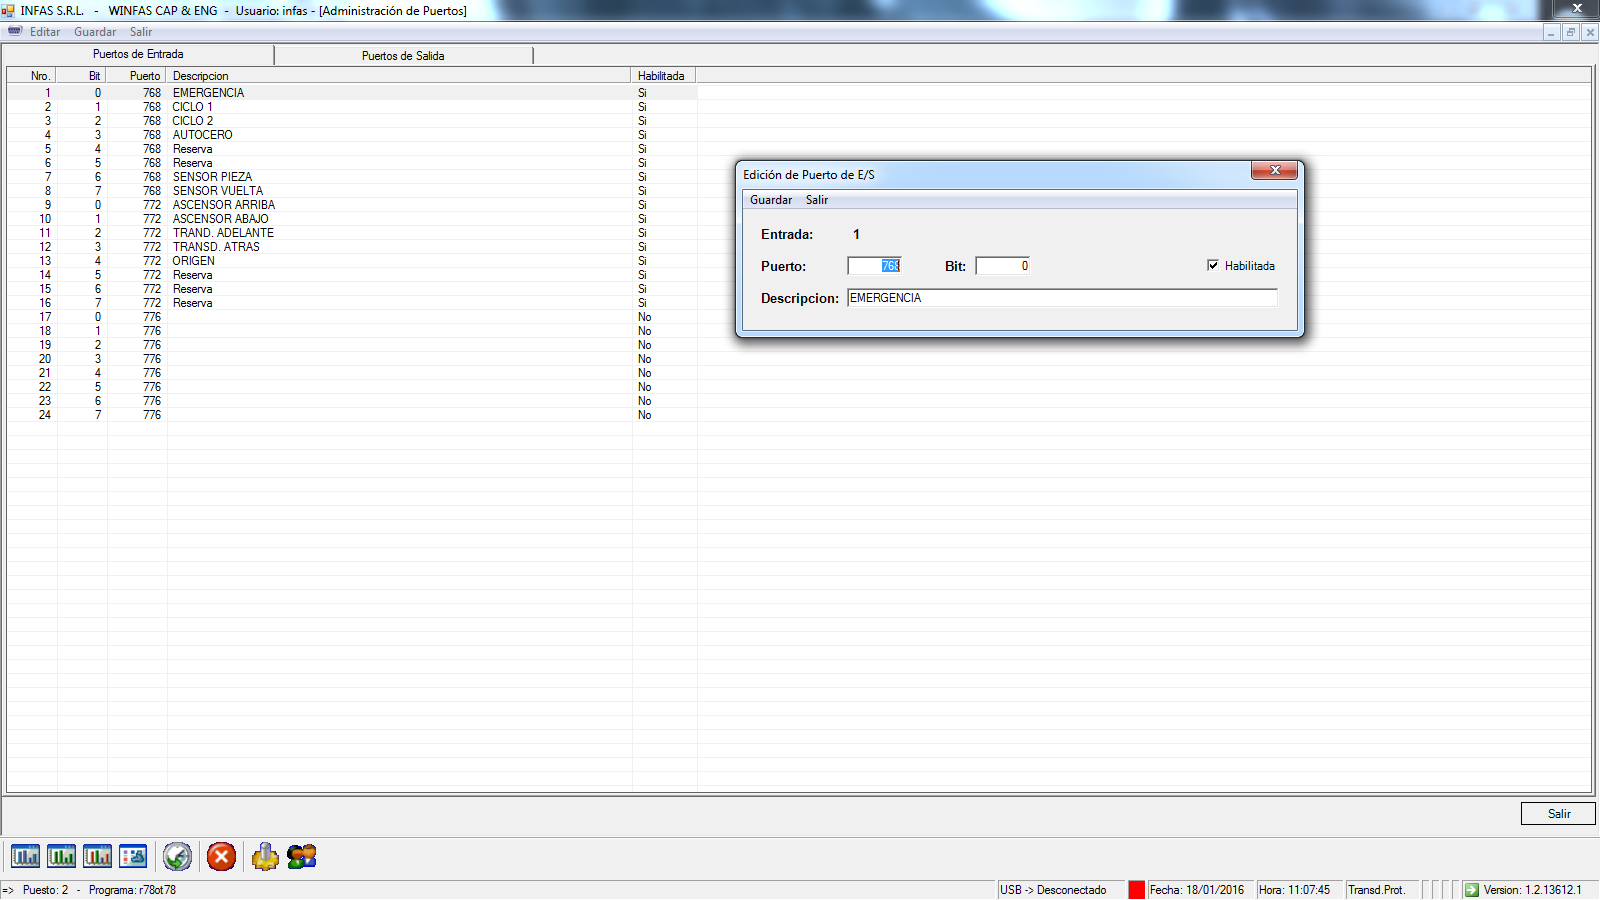 INFAS S.R.L. - WINFAS CAP & ENG - Usuario: infas - [Administración de Puertos]
Editar Guardar Salir
Puertos de Entrada Puertos de Salida
Nro. Bit Puerto Descripcion Habilitada
1 0 768 EMERGENCIA Si
2 1 768 CICLO 1 Si
3 2 768 CICLO 2 Si
4 3 768 AUTOCERO Si
5 4 768 Reserva Si
6 5 768 Reserva Si
7 6 768 SENSOR PIEZA Si
8 7 768 SENSOR VUELTA Si
9 0 772 ASCENSOR ARRIBA Si
10 1 772 ASCENSOR ABAJO Si
11 2 772 TRAND. ADELANTE Si
12 3 772 TRANSD. ATRAS Si
13 4 772 ORIGEN Si
14 5 772 Reserva Si
15 6 772 Reserva Si
16 7 772 Reserva Si
17 0 776 No
18 1 776 No
19 2 776 No
20 3 776 No
21 4 776 No
22 5 776 No
23 6 776 No
24 7 776 No
Edición de Puerto de E/S
Guardar Salir
Entrada: 1
Puerto: 768 Bit: 0 Habilitada
Descripcion: EMERGENCIA
Salir
=> Puesto: 2 - Programa: r78ot78 USB -> Desconectado Fecha: 18/01/2016 Hora: 11:07:45 Transd.Prot. Version: 1.2.13612.1